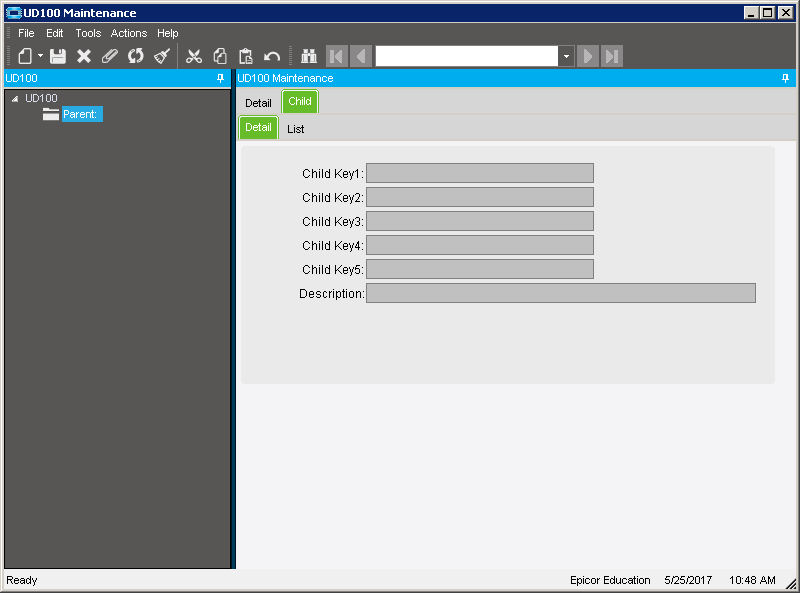 UD100 Maintenance
File Edit Tools Actions Help
UD100
UD100 Maintenance
UD100
Parent:
Detail Child
Detail List
Child Key1:
Child Key2:
Child Key3:
Child Key4:
Child Key5:
Description:
Ready Epicor Education 5/25/2017 10:48 AM